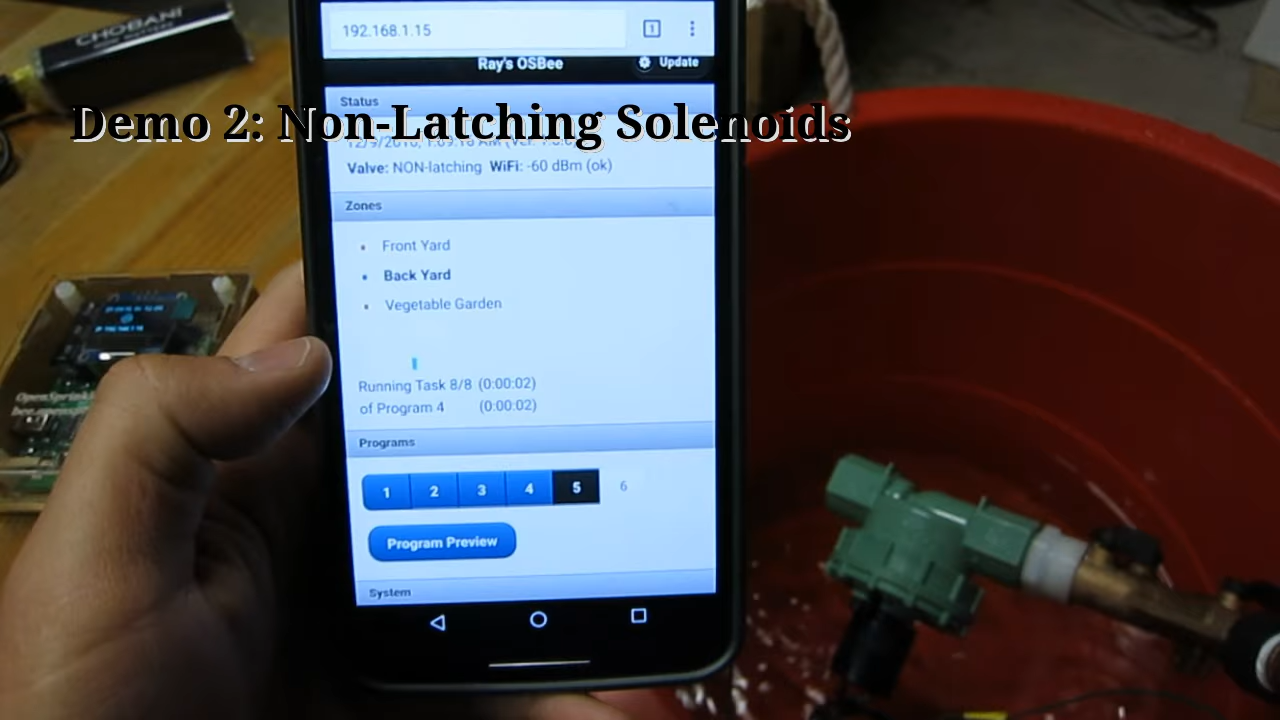 CHOBANI
192.168.1.15
1
Ray's OSBee
Update
Status
Demo 2: Non-Latching Solenoids
Valve: NON-latching WiFi: -60 dBm (ok)
Zones
Front Yard
Back Yard
Vegetable Garden
Running Task 8/8 (0:00:02)
of Program 4 (0:00:02)
Programs
1 2 3 4 5 6
Program Preview
System